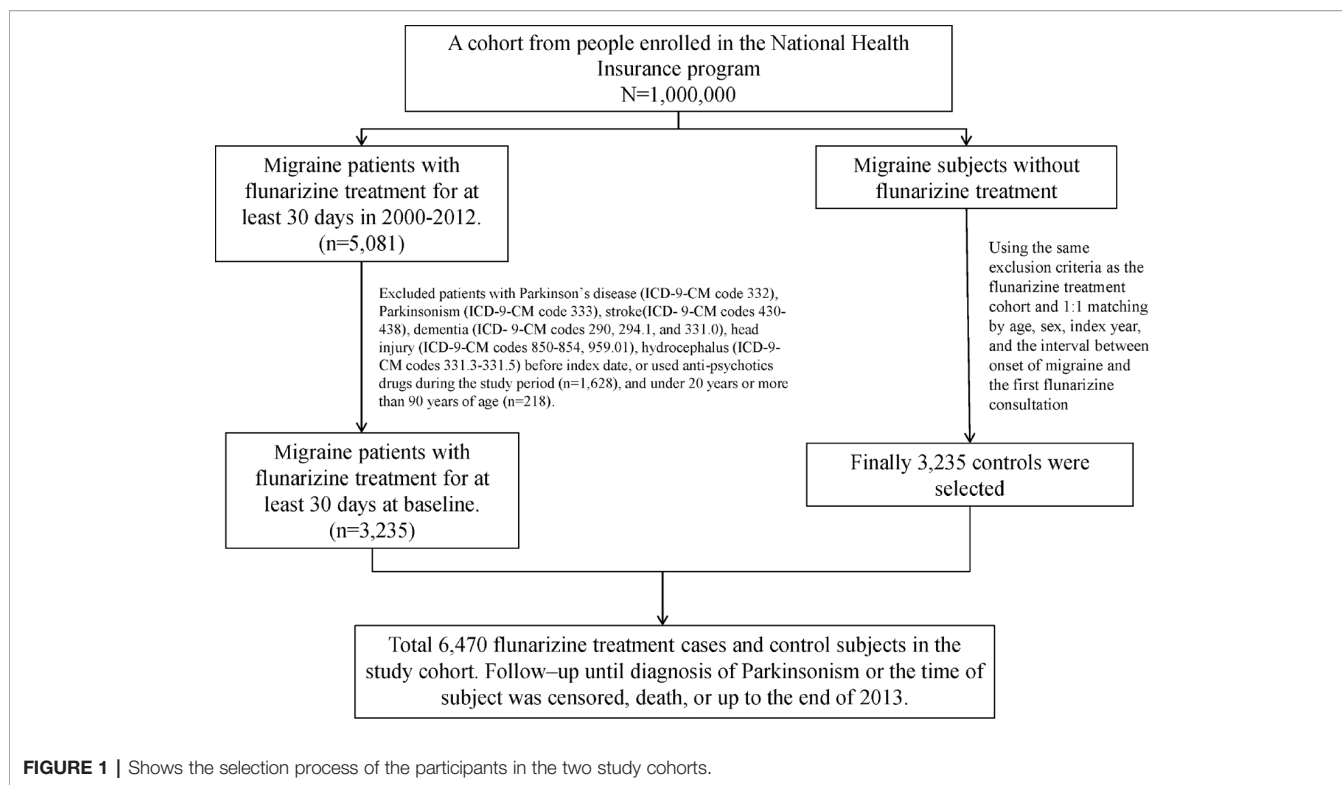 A cohort from people enrolled in the National Health
Insurance program
N=1,000,000
Migraine patients with
flunarizine treatment for at
least 30 days in 2000-2012.
(n=5,081)
Migraine subjects without
flunarizine treatment
Excluded patients with Parkinson's disease (ICD-9-CM code 332),
Parkinsonism (ICD-9-CM code 333), stroke(ICD- 9-CM codes 430-
438), dementia (ICD- 9-CM codes 290, 294.1, and 331.0), head
injury (ICD-9-CM codes 850-854, 959.01), hydrocephalus (ICD-9-
CM codes 331.3-331.5) before index date, or used anti-psychotics
drugs during the study period (n=1,628), and under 20 years or more
than 90 years of age (n=218).
Using the same
exclusion criteria as the
flunarizine treatment
cohort and 1:1 matching
by age, sex, index year,
and the interval between
onset of migraine and
the first flunarizine
consultation
Migraine patients with
flunarizine treatment for at
least 30 days at baseline.
(n=3,235)
Finally 3,235 controls were
selected
Total 6,470 flunarizine treatment cases and control subjects in the
study cohort. Follow–up until diagnosis of Parkinsonism or the time of
subject was censored, death, or up to the end of 2013.
FIGURE 1 | Shows the selection process of the participants in the two study cohorts.